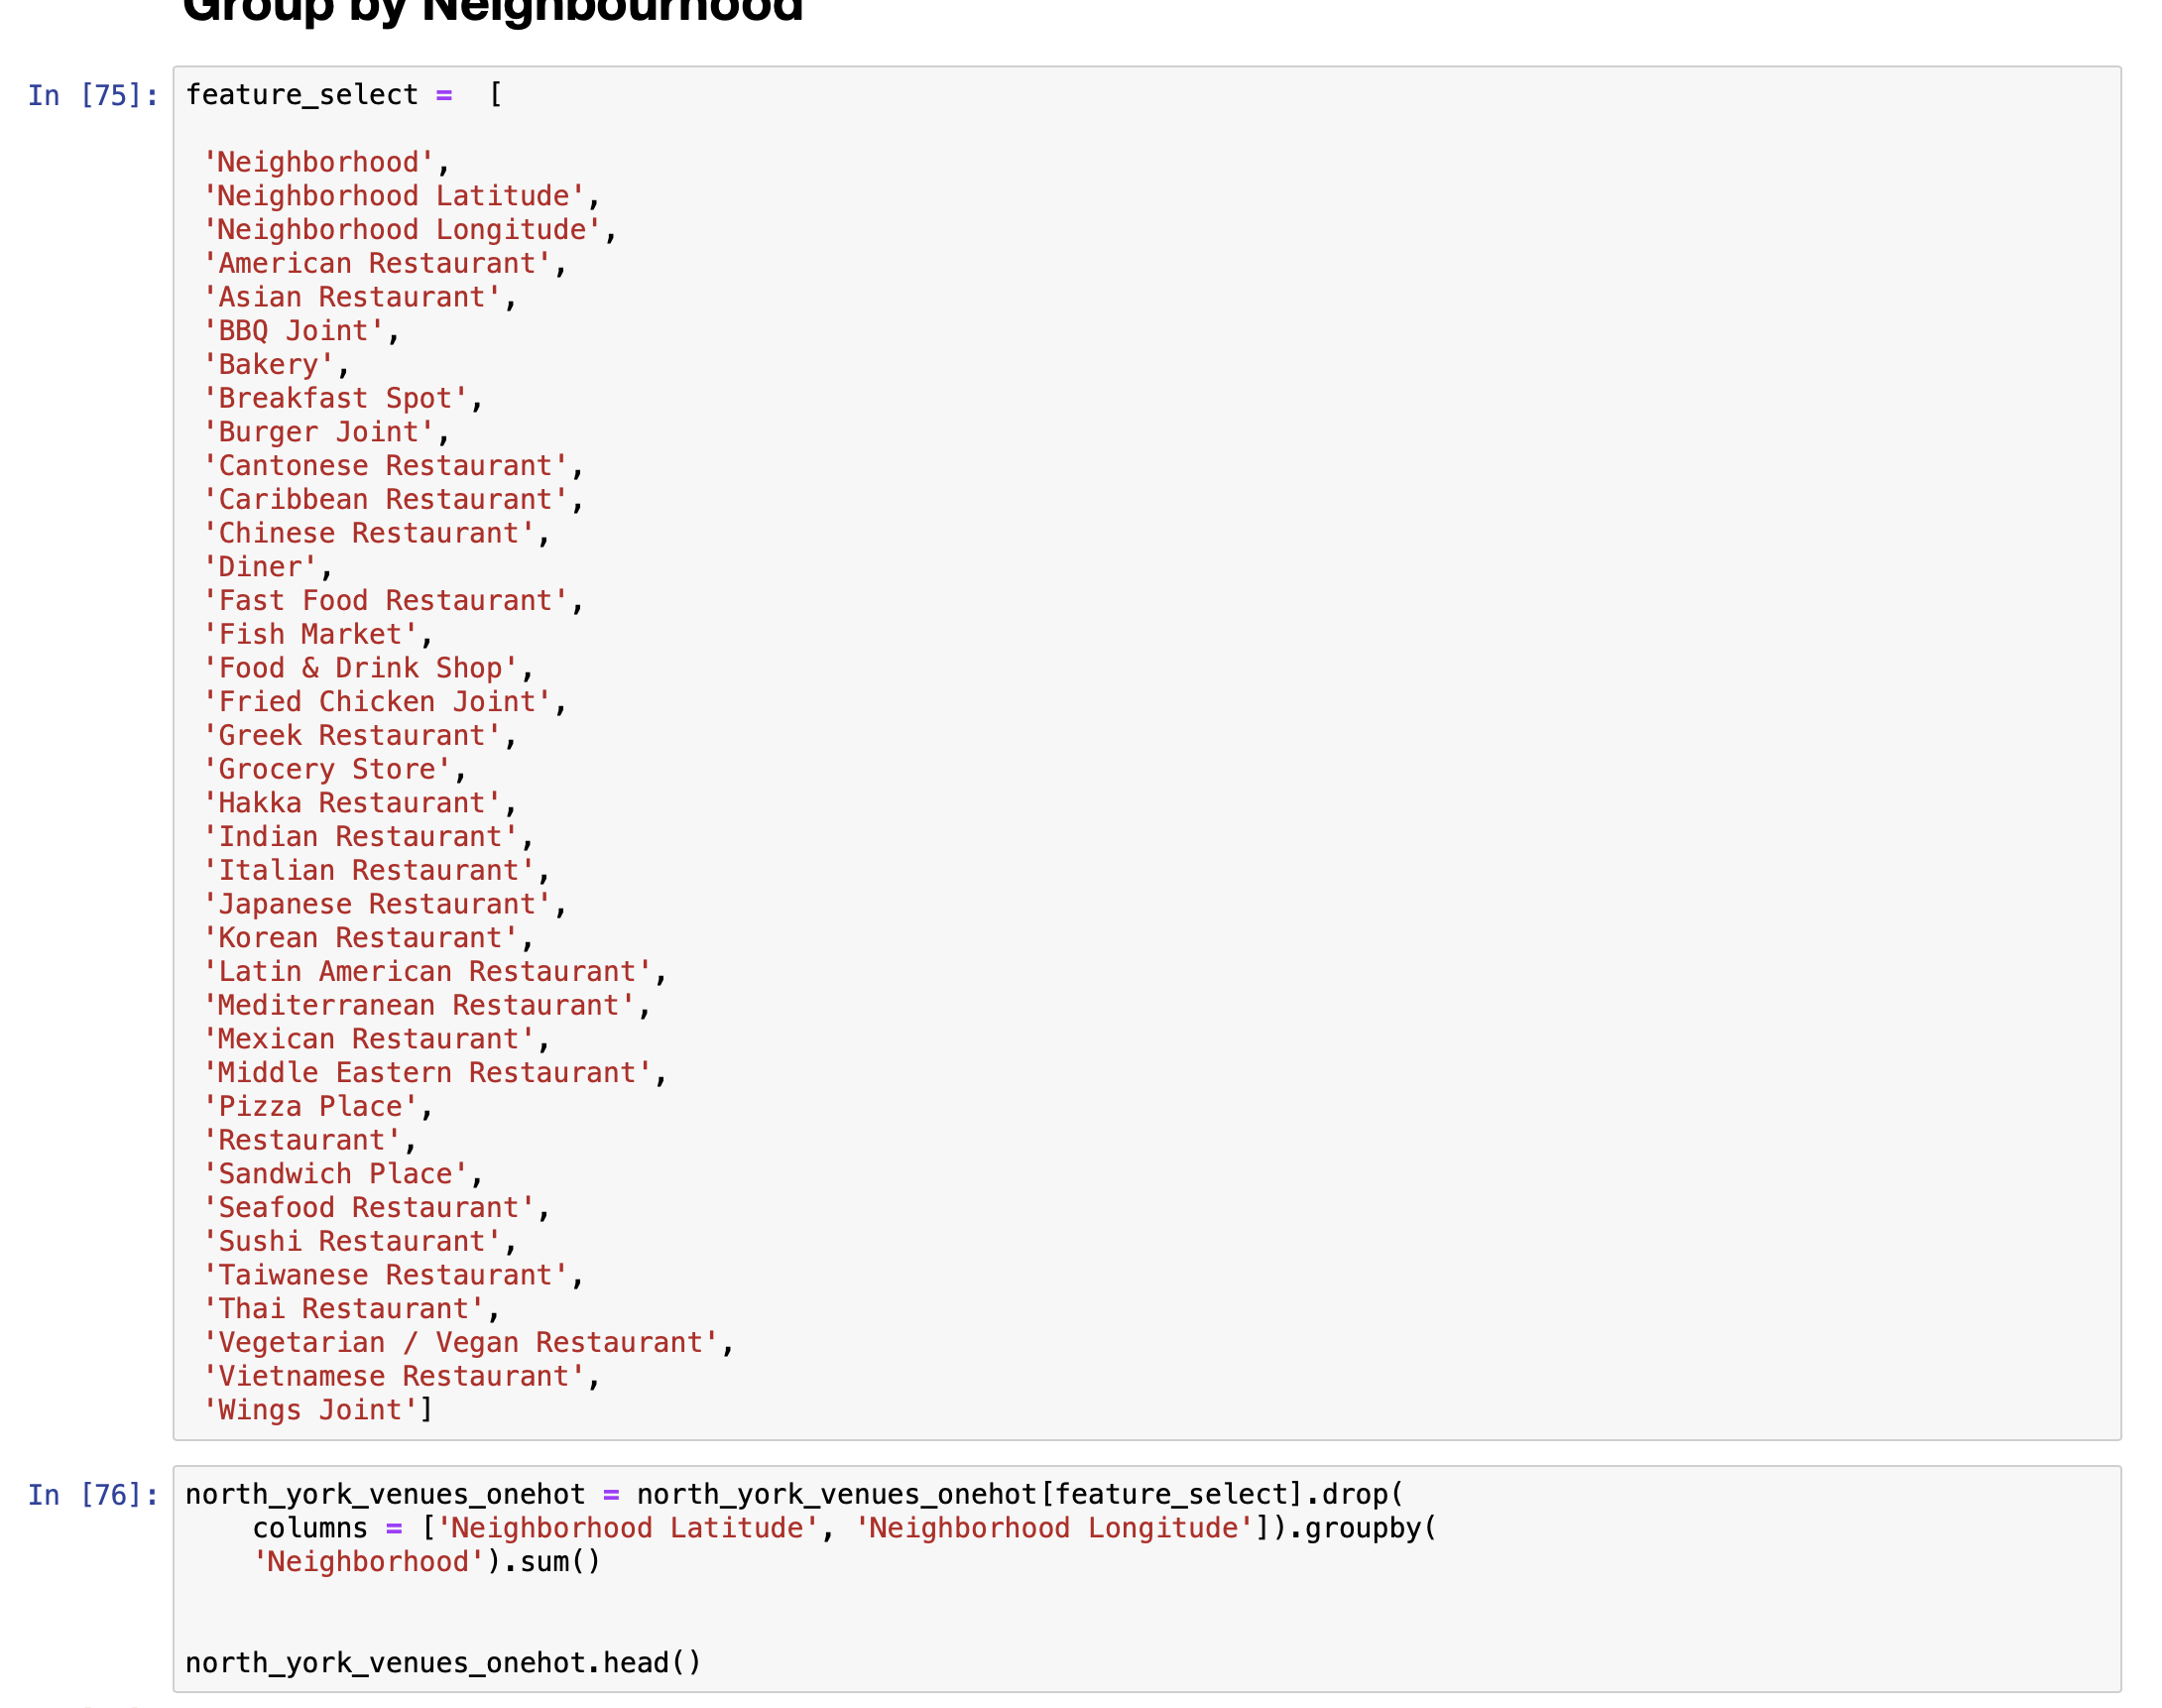 Group by Neighbourhood
In [75]: feature_select =  [
'Neighborhood',
'Neighborhood Latitude',
'Neighborhood Longitude',
'American Restaurant',
'Asian Restaurant',
'BBQ Joint',
'Bakery',
'Breakfast Spot',
'Burger Joint',
'Cantonese Restaurant',
'Caribbean Restaurant',
'Chinese Restaurant',
'Diner',
'Fast Food Restaurant',
'Fish Market',
'Food & Drink Shop',
'Fried Chicken Joint',
'Greek Restaurant',
'Grocery Store',
'Hakka Restaurant',
'Indian Restaurant',
'Italian Restaurant',
'Japanese Restaurant',
'Korean Restaurant',
'Latin American Restaurant',
'Mediterranean Restaurant',
'Mexican Restaurant',
'Middle Eastern Restaurant',
'Pizza Place',
'Restaurant',
'Sandwich Place',
'Seafood Restaurant',
'Sushi Restaurant',
'Taiwanese Restaurant',
'Thai Restaurant',
'Vegetarian / Vegan Restaurant',
'Vietnamese Restaurant',
'Wings Joint']
In [76]: north_york_venues_onehot = north_york_venues_onehot[feature_select].drop(
columns = ['Neighborhood Latitude', 'Neighborhood Longitude']).groupby(
'Neighborhood').sum()
north_york_venues_onehot.head()